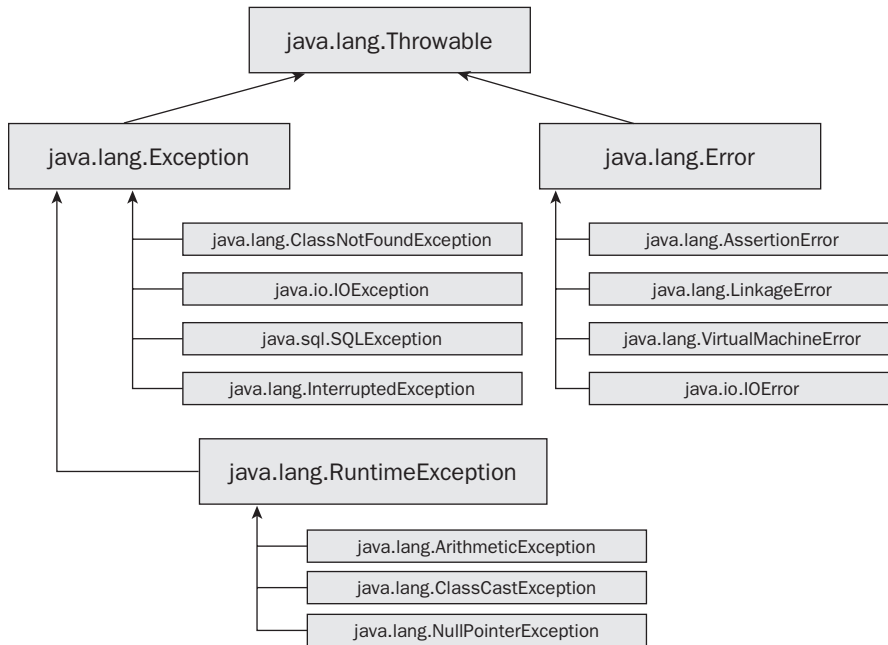 java.lang.Throwable
java.lang.Exception
java.lang.Error
java.lang.ClassNotFoundException
java.io.IOException
java.sql.SQLException
java.lang.InterruptedException
java.lang.AssertionError
java.lang.LinkageError
java.lang.VirtualMachineError
java.io.IOError
java.lang.RuntimeException
java.lang.ArithmeticException
java.lang.ClassCastException
java.lang.NullPointerException